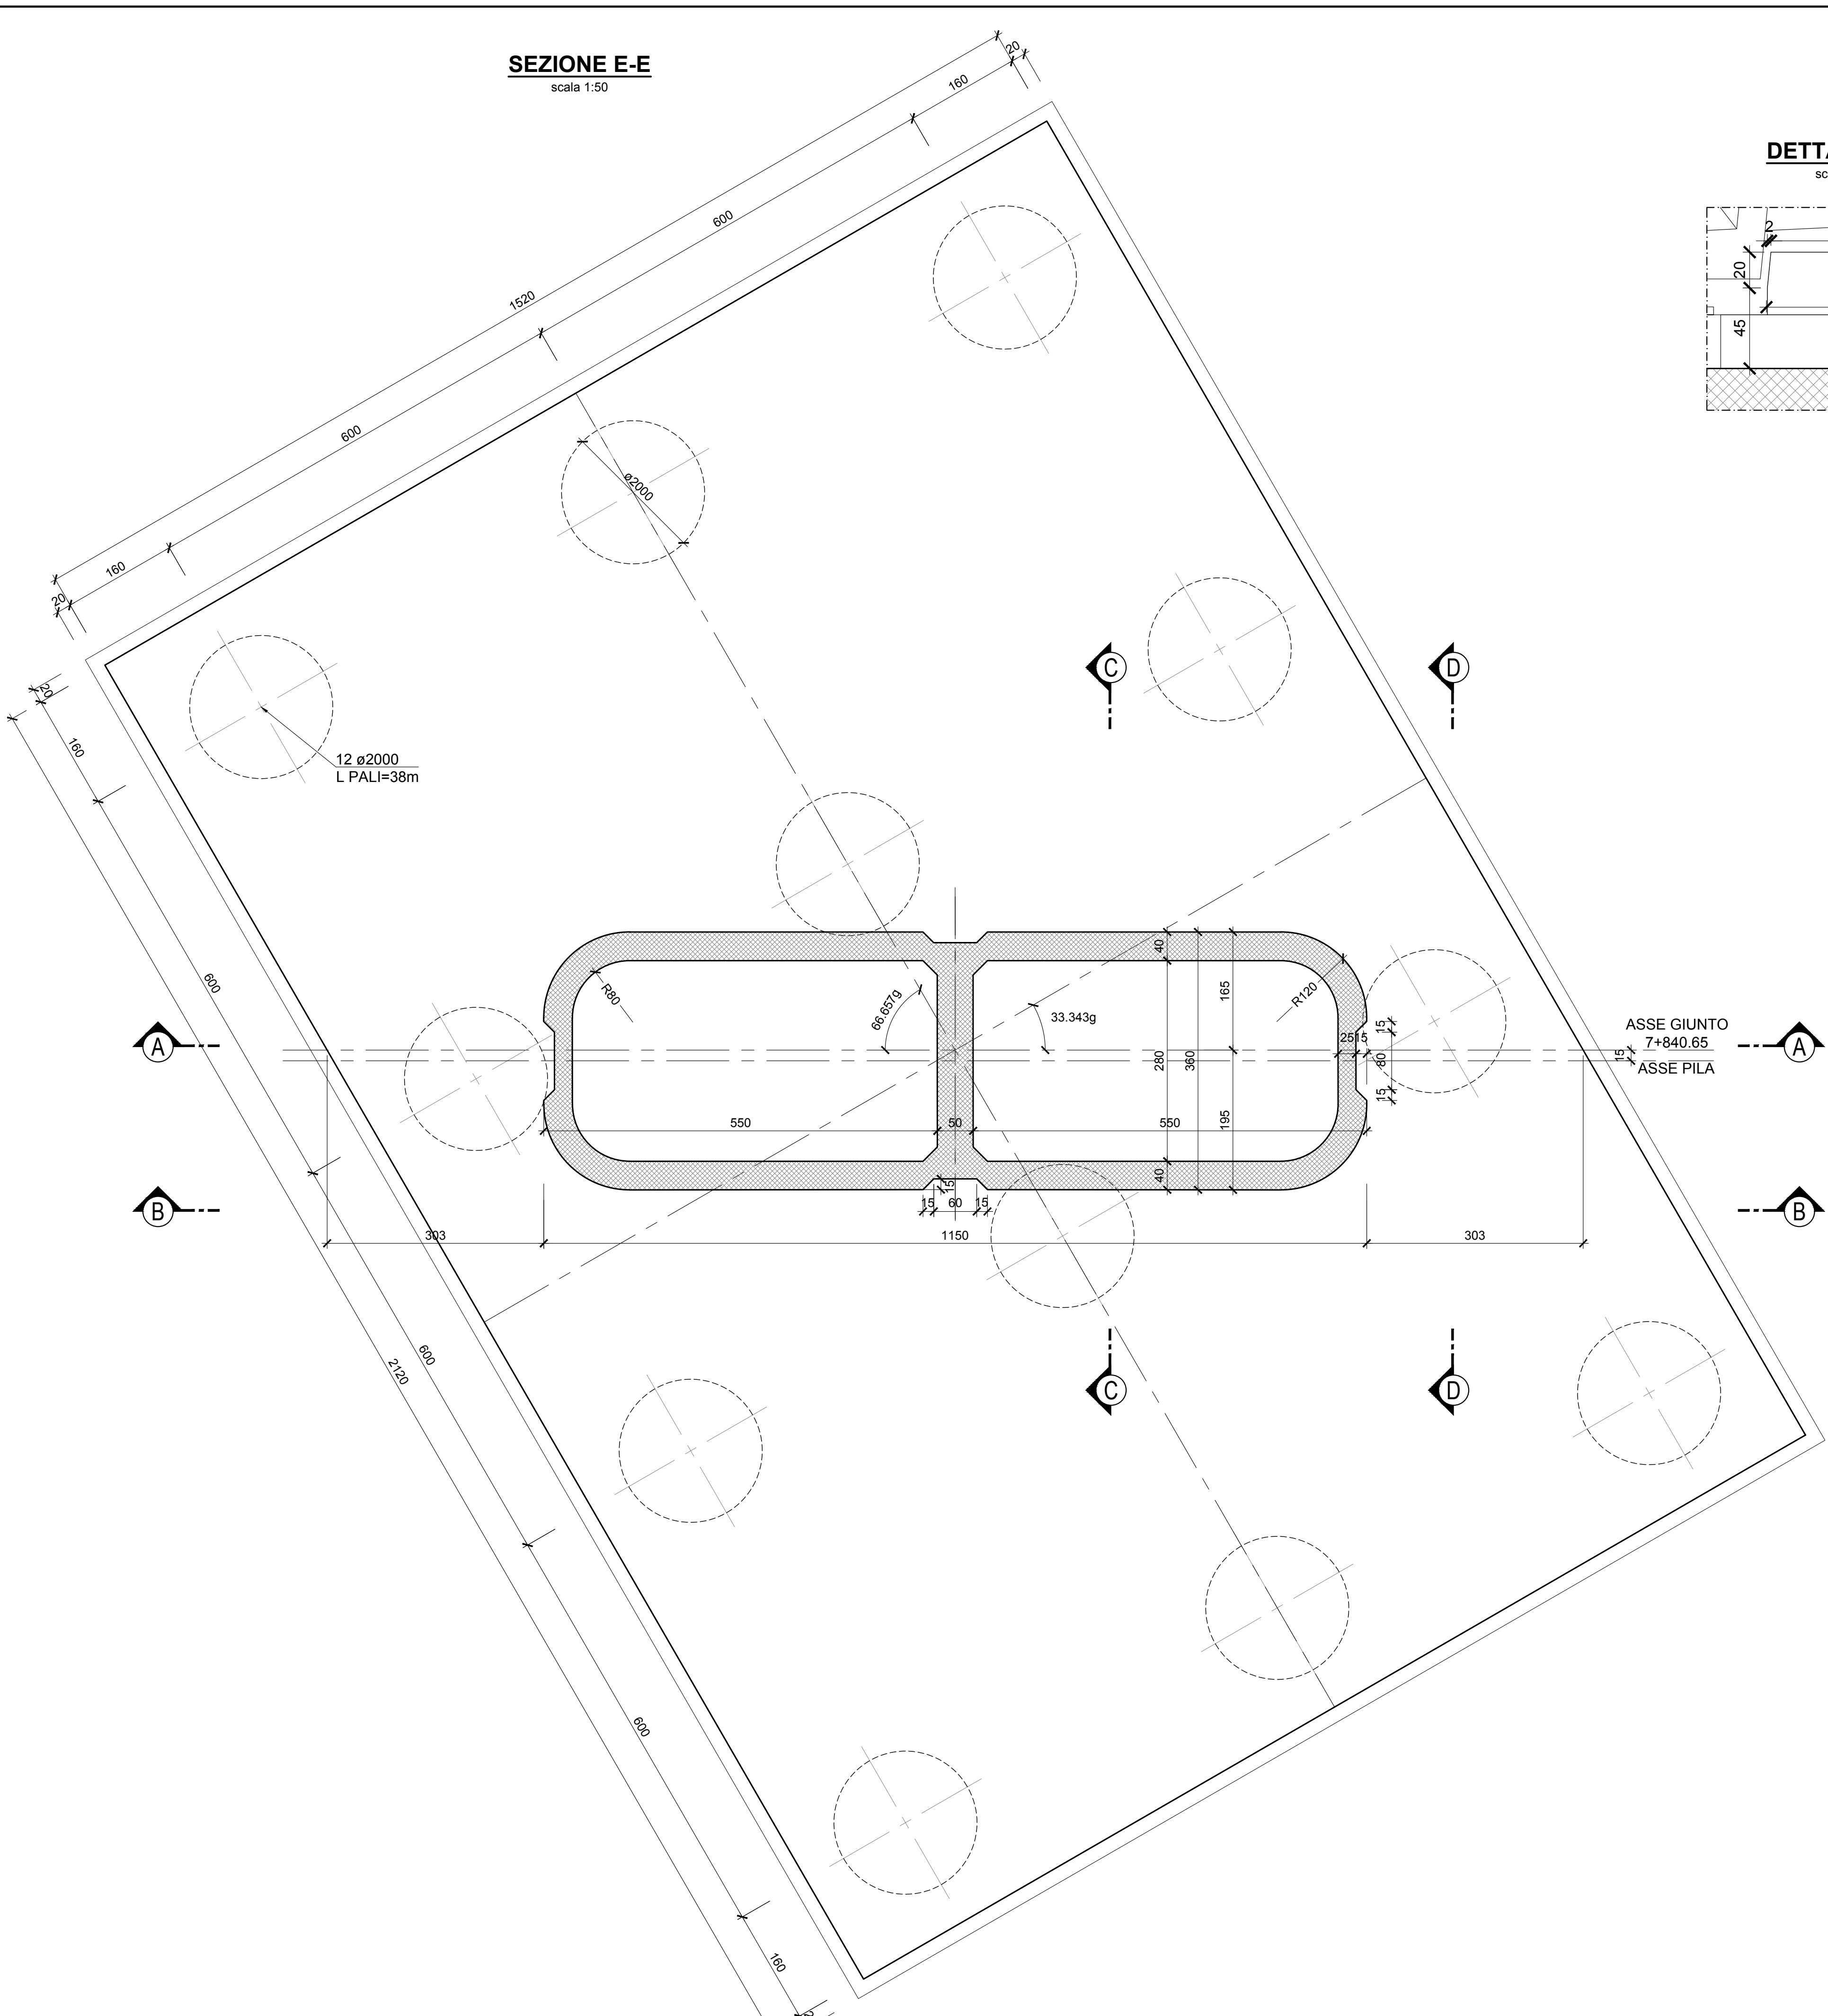 SEZIONE E-E
scala 1:50
20
160
600
1520
600
160
20
DETTA
sc
2
20
45
ø2000
20
160
12 ø2000
L PALI=38m
C
D
600
600
2120
600
160
R80
66.657g
33.343g
R120
40
165
280
360
195
40
2515
15
80
15
ASSE GIUNTO
7+840.65
15
ASSE PILA
A
A
550
50
550
15
15
60
15
B
B
303
1150
303
C
D